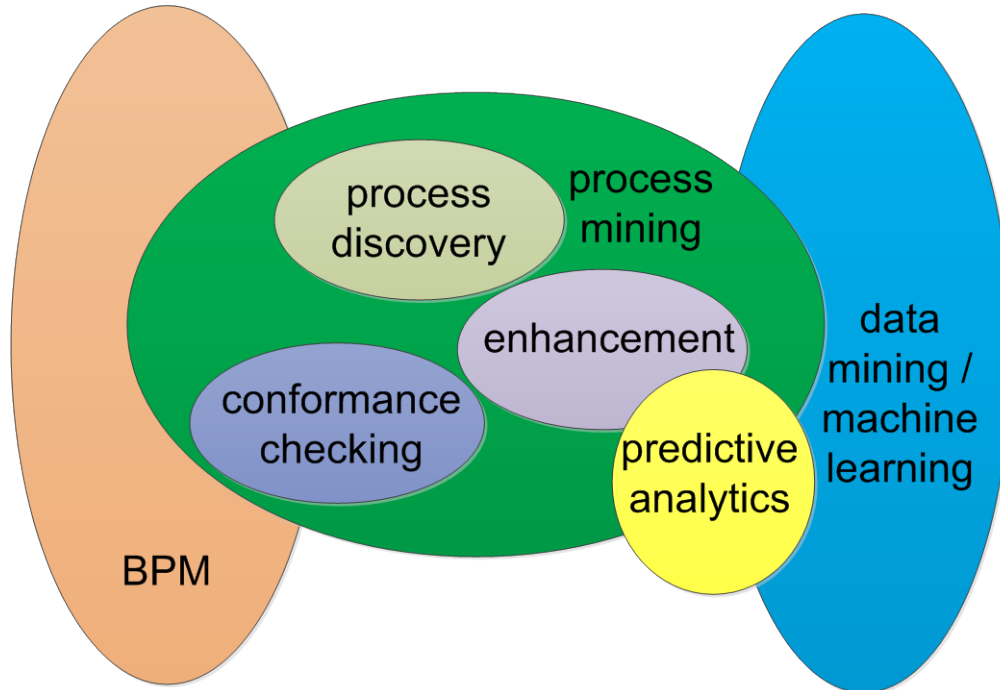 process
discovery
process
mining
enhancement
conformance
checking
predictive
analytics
BPM
data
mining /
machine
learning